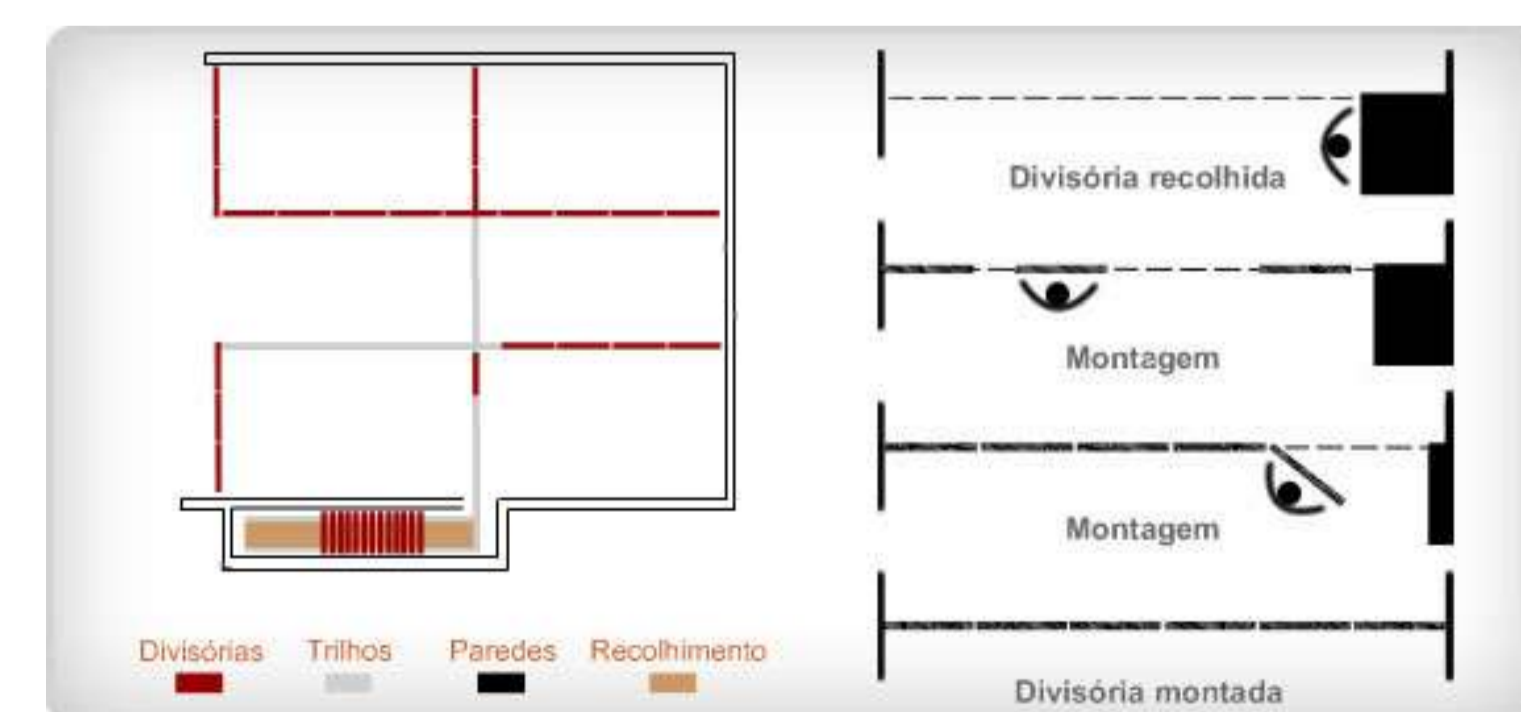 Divisória recolhida
Montagem
Montagem
Divisória montada
Divisórias Trilhos Paredes Recolhimento